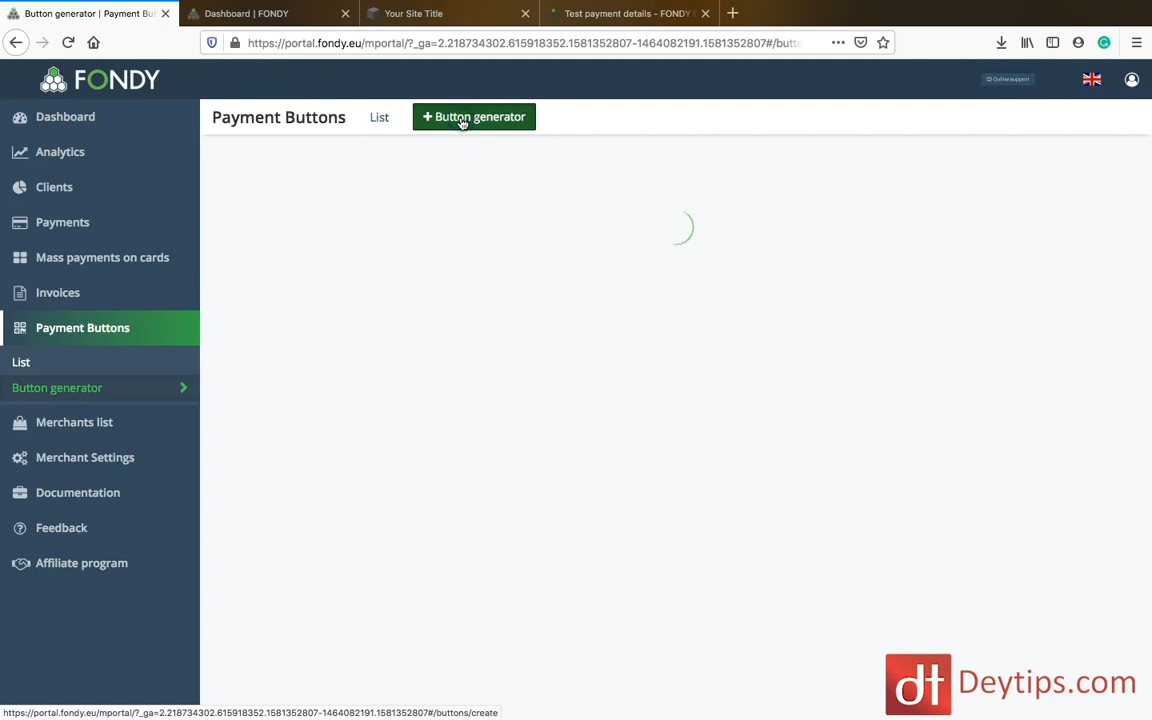 Button generator | Payment Bu
Dashboard | FONDY
Your Site Title
Test payment details - FONDY
https://portal.fondy.eu/mportal/?_ga=2.218734302.615918352.1581352807-1464082191.1581352807#/butto
FONDY
Online support
Dashboard
Analytics
Clients
Payments
Mass payments on cards
Invoices
Payment Buttons
List
Button generator
Merchants list
Merchant Settings
Documentation
Feedback
Affiliate program
Payment Buttons
List
+ Button generator
dt Deytips.com
https://portal.fondy.eu/mportal/?_ga=2.218734302.615918352.1581352807-1464082191.1581352807#/buttons/create